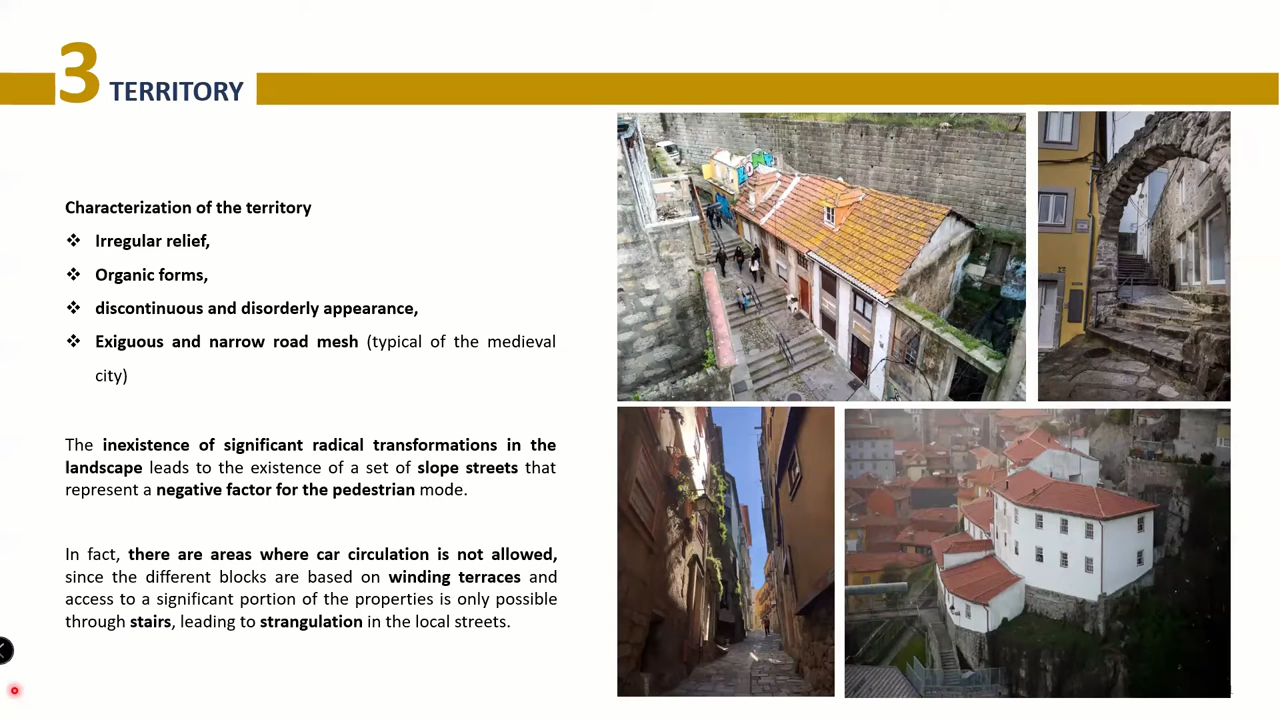 3 TERRITORY
Characterization of the territory
❖ Irregular relief,
❖ Organic forms,
❖ discontinuous and disorderly appearance,
❖ Exiguous and narrow road mesh (typical of the medieval
city)
The inexistence of significant radical transformations in the
landscape leads to the existence of a set of slope streets that
represent a negative factor for the pedestrian mode.
In fact, there are areas where car circulation is not allowed,
since the different blocks are based on winding terraces and
access to a significant portion of the properties is only possible
through stairs, leading to strangulation in the local streets.